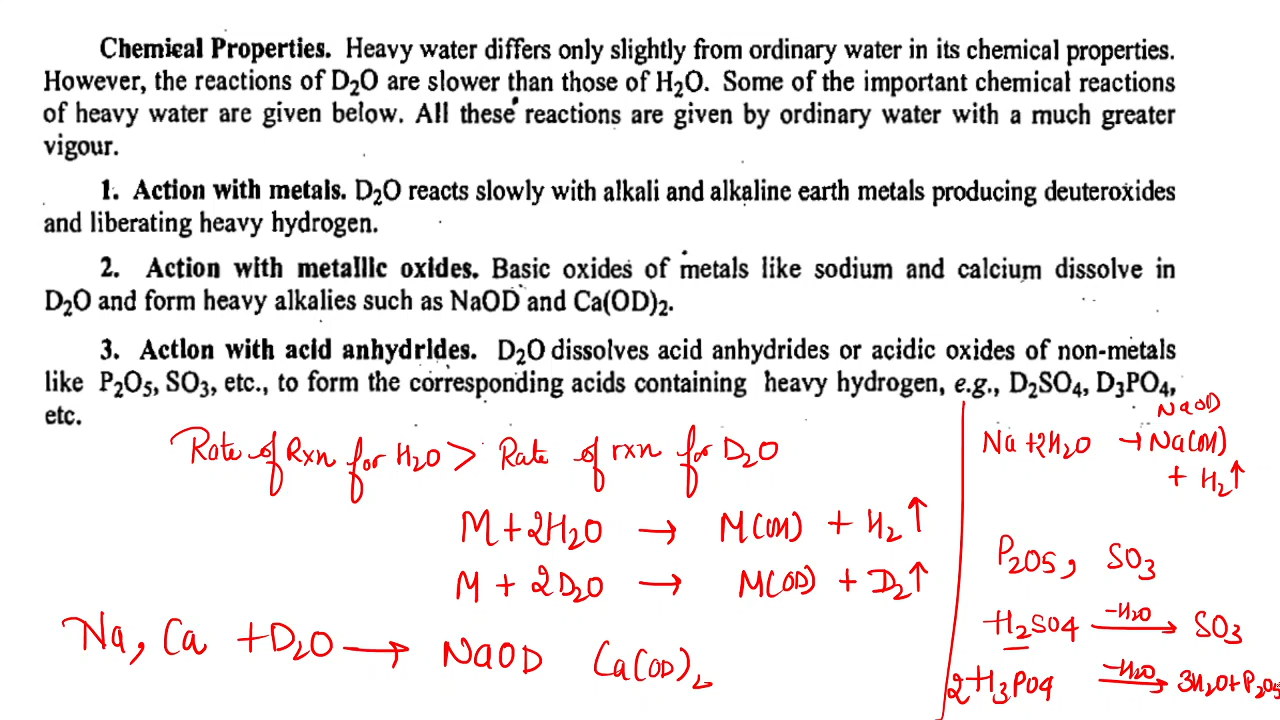 Chemical Properties. Heavy water differs only slightly from ordinary water in its chemical properties.
However, the reactions of D₂O are slower than those of H₂O. Some of the important chemical reactions
of heavy water are given below. All these reactions are given by ordinary water with a much greater
vigour.
1. Action with metals. D₂O reacts slowly with alkali and alkaline earth metals producing deuteroxides
and liberating heavy hydrogen.
2. Action with metallic oxides. Basic oxides of metals like sodium and calcium dissolve in
D₂O and form heavy alkalies such as NaOD and Ca(OD)₂.
3. Action with acid anhydrides. D₂O dissolves acid anhydrides or acidic oxides of non-metals
like P₂O₅, SO₃, etc., to form the corresponding acids containing heavy hydrogen, e.g., D₂SO₄, D₃PO₄,
etc.
Rate of Rxn for H₂O > Rate of rxn for D₂O
M + 2H₂O → M(OH) + H₂↑
M + 2D₂O → M(OD) + D₂↑
Na, Ca + D₂O → NaOD Ca(OD)₂
NaOD
Na + 2H₂O → Na(OH)
+ H₂↑
P₂O₅, SO₃
H₂SO₄ –H₂O→ SO₃
2H₃PO₄ –H₂O→ 3H₂O + P₂O₅